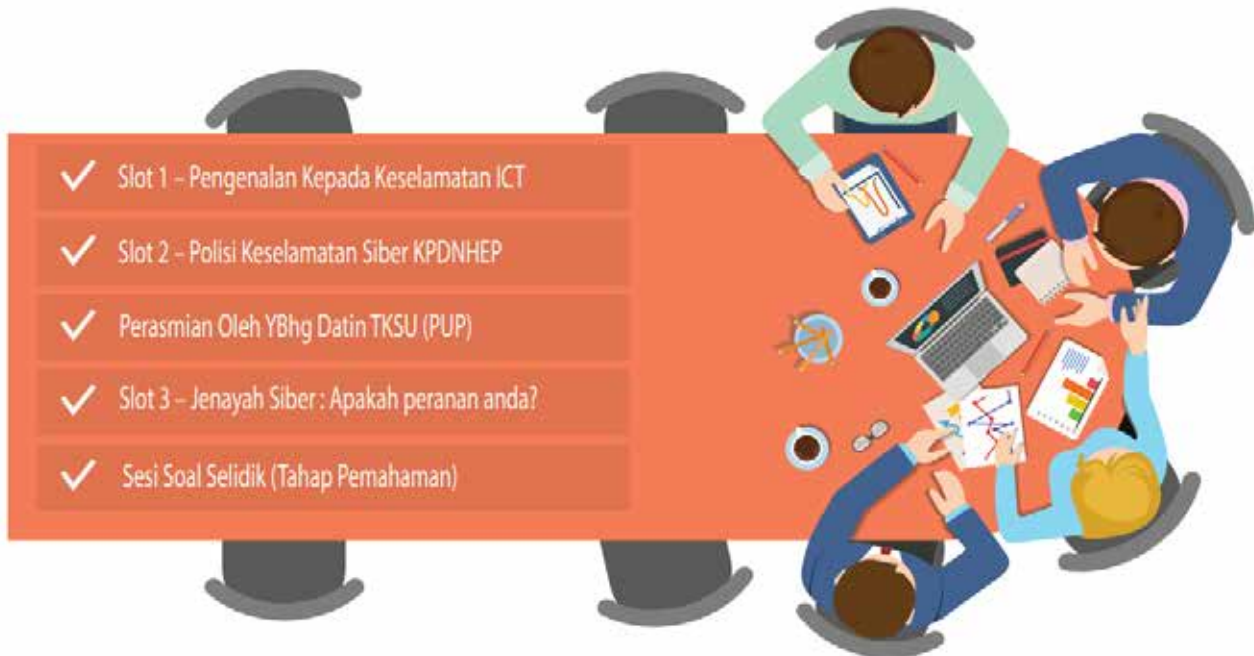 Slot 1 – Pengenalan Kepada Keselamatan ICT
Slot 2 – Polisi Keselamatan Siber KPDNHEP
Perasmian Oleh YBhg Datin TKSU (PUP)
Slot 3 – Jenayah Siber : Apakah peranan anda?
Sesi Soal Selidik (Tahap Pemahaman)